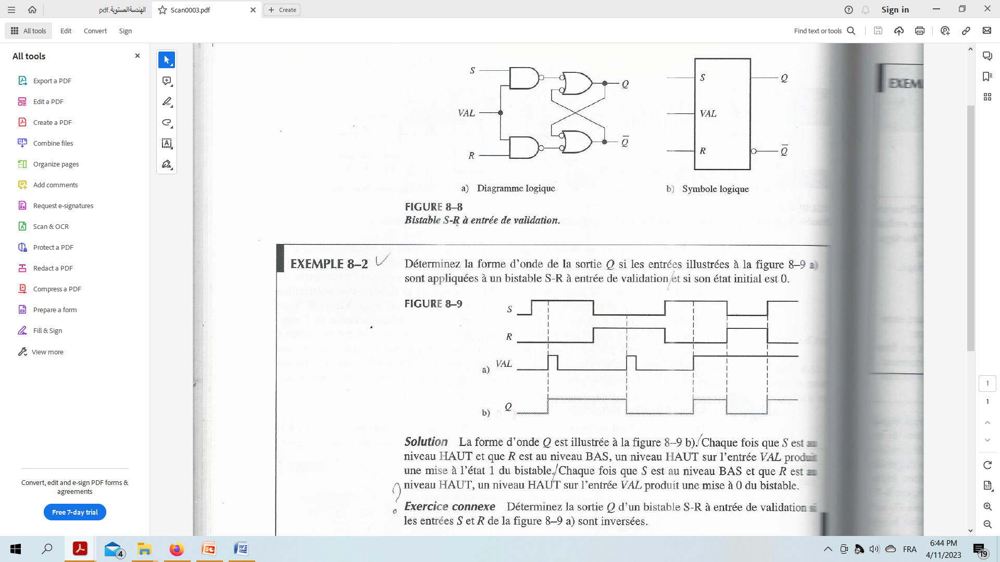 الهندسةالمستوية.pdf
Scan0003.pdf
Create
Sign in
All tools
Edit
Convert
Sign
Find text or tools
All tools
Export a PDF
Edit a PDF
Create a PDF
Combine files
Organize pages
Add comments
Request e-signatures
Scan & OCR
Protect a PDF
Redact a PDF
Compress a PDF
Prepare a form
Fill & Sign
View more
Convert, edit and e-sign PDF forms &
agreements
Free 7-day trial
S
VAL
R
Q
Q̅
S
VAL
R
Q
Q̅
a) Diagramme logique
b) Symbole logique
FIGURE 8–8
Bistable S-R à entrée de validation.
EXEMPLE 8–2
Déterminez la forme d'onde de la sortie Q si les entrées illustrées à la figure 8–9 a)
sont appliquées à un bistable S-R à entrée de validation et si son état initial est 0.
FIGURE 8–9
S
R
a) VAL
b) Q
Solution La forme d'onde Q est illustrée à la figure 8–9 b). Chaque fois que S est au
niveau HAUT et que R est au niveau BAS, un niveau HAUT sur l'entrée VAL produit
une mise à l'état 1 du bistable. Chaque fois que S est au niveau BAS et que R est au
niveau HAUT, un niveau HAUT sur l'entrée VAL produit une mise à 0 du bistable.
?
Exercice connexe Déterminez la sortie Q d'un bistable S-R à entrée de validation si
les entrées S et R de la figure 8–9 a) sont inversées.
EXEM
1
1
4
FRA
6:44 PM
4/11/2023
19